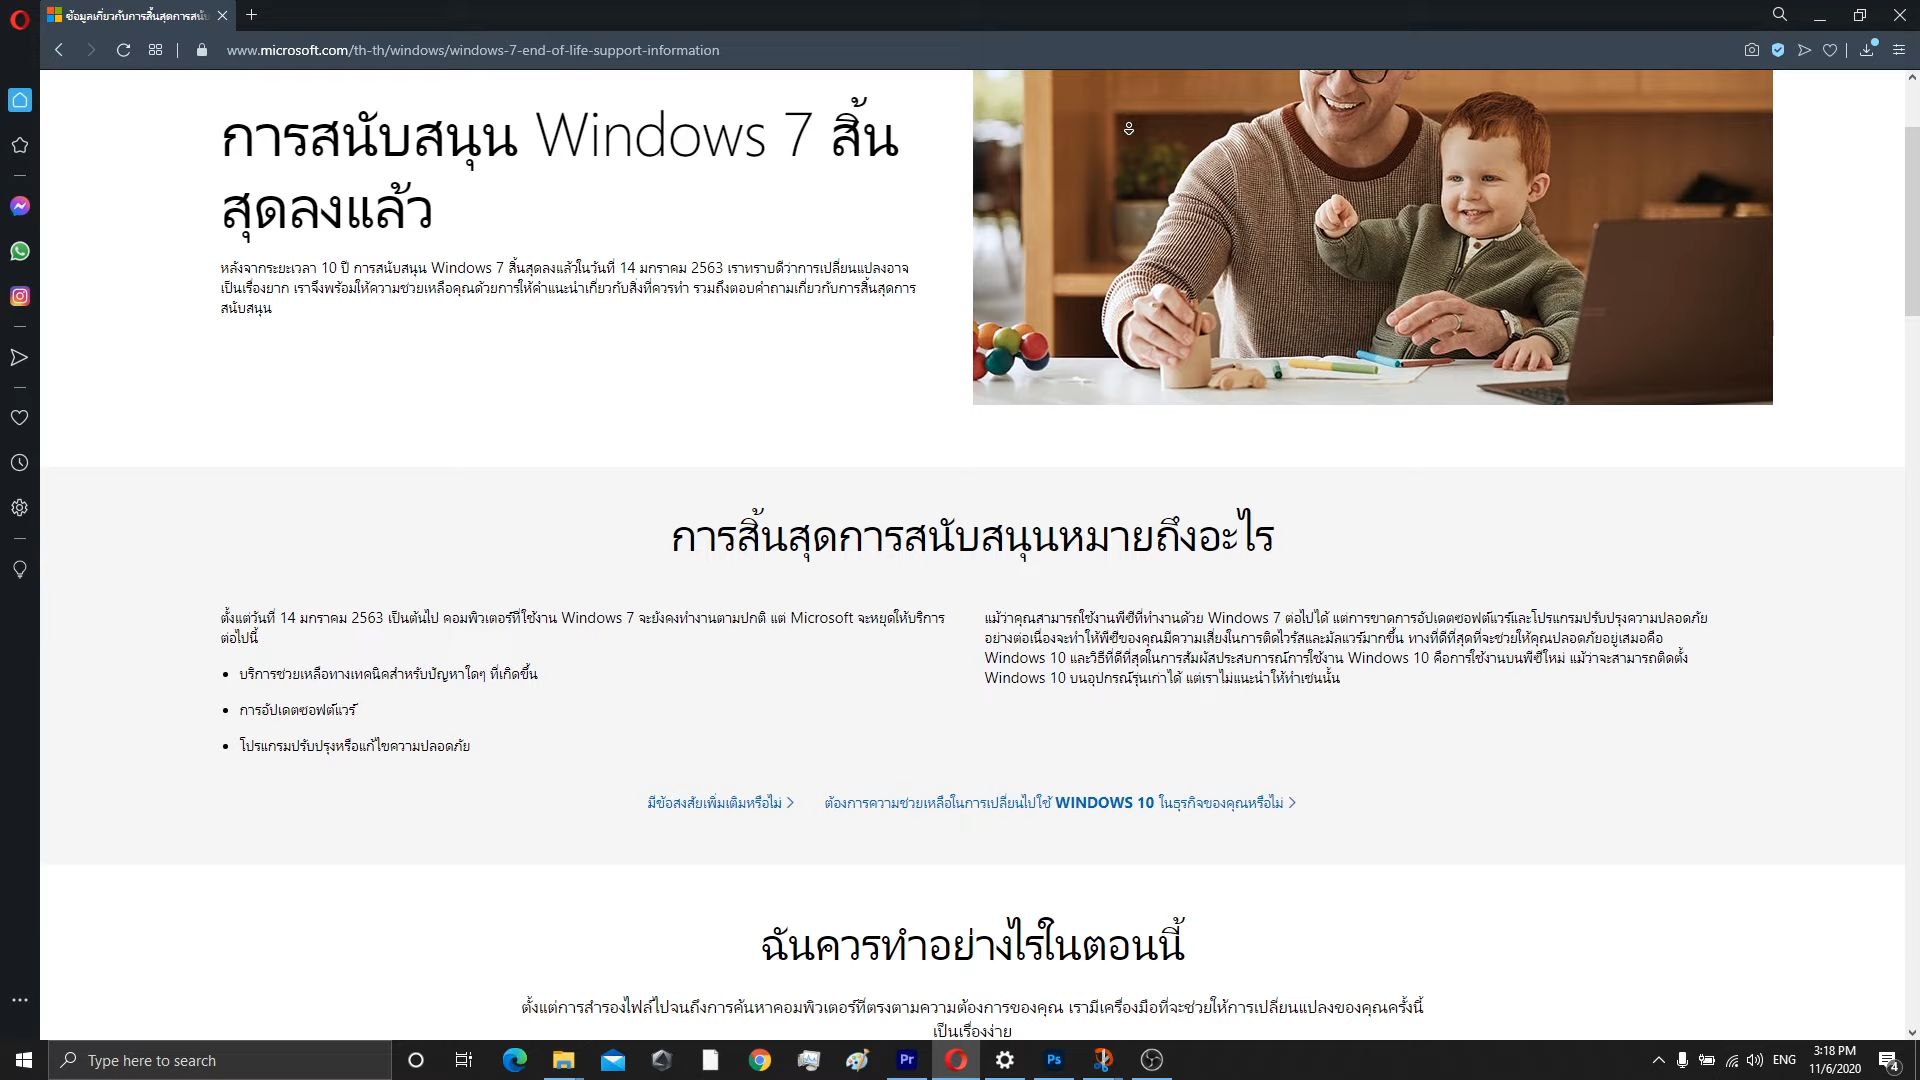 ข้อมูลเกี่ยวกับการสิ้นสุดการสนับ
www.microsoft.com/th-th/windows/windows-7-end-of-life-support-information
การสนับสนุน Windows 7 สิ้น
สุดลงแล้ว
หลังจากระยะเวลา 10 ปี การสนับสนุน Windows 7 สิ้นสุดลงแล้วในวันที่ 14 มกราคม 2563 เราทราบดีว่าการเปลี่ยนแปลงอาจ
เป็นเรื่องยาก เราจึงพร้อมให้ความช่วยเหลือคุณด้วยการให้คำแนะนำเกี่ยวกับสิ่งที่ควรทำ รวมถึงตอบคำถามเกี่ยวกับการสิ้นสุดการ
สนับสนุน
การสิ้นสุดการสนับสนุนหมายถึงอะไร
ตั้งแต่วันที่ 14 มกราคม 2563 เป็นต้นไป คอมพิวเตอร์ที่ใช้งาน Windows 7 จะยังคงทำงานตามปกติ แต่ Microsoft จะหยุดให้บริการ
ต่อไปนี้
• บริการช่วยเหลือทางเทคนิคสำหรับปัญหาใดๆ ที่เกิดขึ้น
• การอัปเดตซอฟต์แวร์
• โปรแกรมปรับปรุงหรือแก้ไขความปลอดภัย
แม้ว่าคุณสามารถใช้งานพีซีที่ทำงานด้วย Windows 7 ต่อไปได้ แต่การขาดการอัปเดตซอฟต์แวร์และโปรแกรมปรับปรุงความปลอดภัย
อย่างต่อเนื่องจะทำให้พีซีของคุณมีความเสี่ยงในการติดไวรัสและมัลแวร์มากขึ้น ทางที่ดีที่สุดที่จะช่วยให้คุณปลอดภัยอยู่เสมอคือ
Windows 10 และวิธีที่ดีที่สุดในการสัมผัสประสบการณ์การใช้งาน Windows 10 คือการใช้งานบนพีซีใหม่ แม้ว่าจะสามารถติดตั้ง
Windows 10 บนอุปกรณ์รุ่นเก่าได้ แต่เราไม่แนะนำให้ทำเช่นนั้น
มีข้อสงสัยเพิ่มเติมหรือไม่ >
ต้องการความช่วยเหลือในการเปลี่ยนไปใช้ WINDOWS 10 ในธุรกิจของคุณหรือไม่ >
ฉันควรทำอย่างไรในตอนนี้
ตั้งแต่การสำรองไฟล์ไปจนถึงการค้นหาคอมพิวเตอร์ที่ตรงตามความต้องการของคุณ เรามีเครื่องมือที่จะช่วยให้การเปลี่ยนแปลงของคุณครั้งนี้
เป็นเรื่องง่าย
Type here to search
Pr
Ps
ENG
3:18 PM
11/6/2020
4